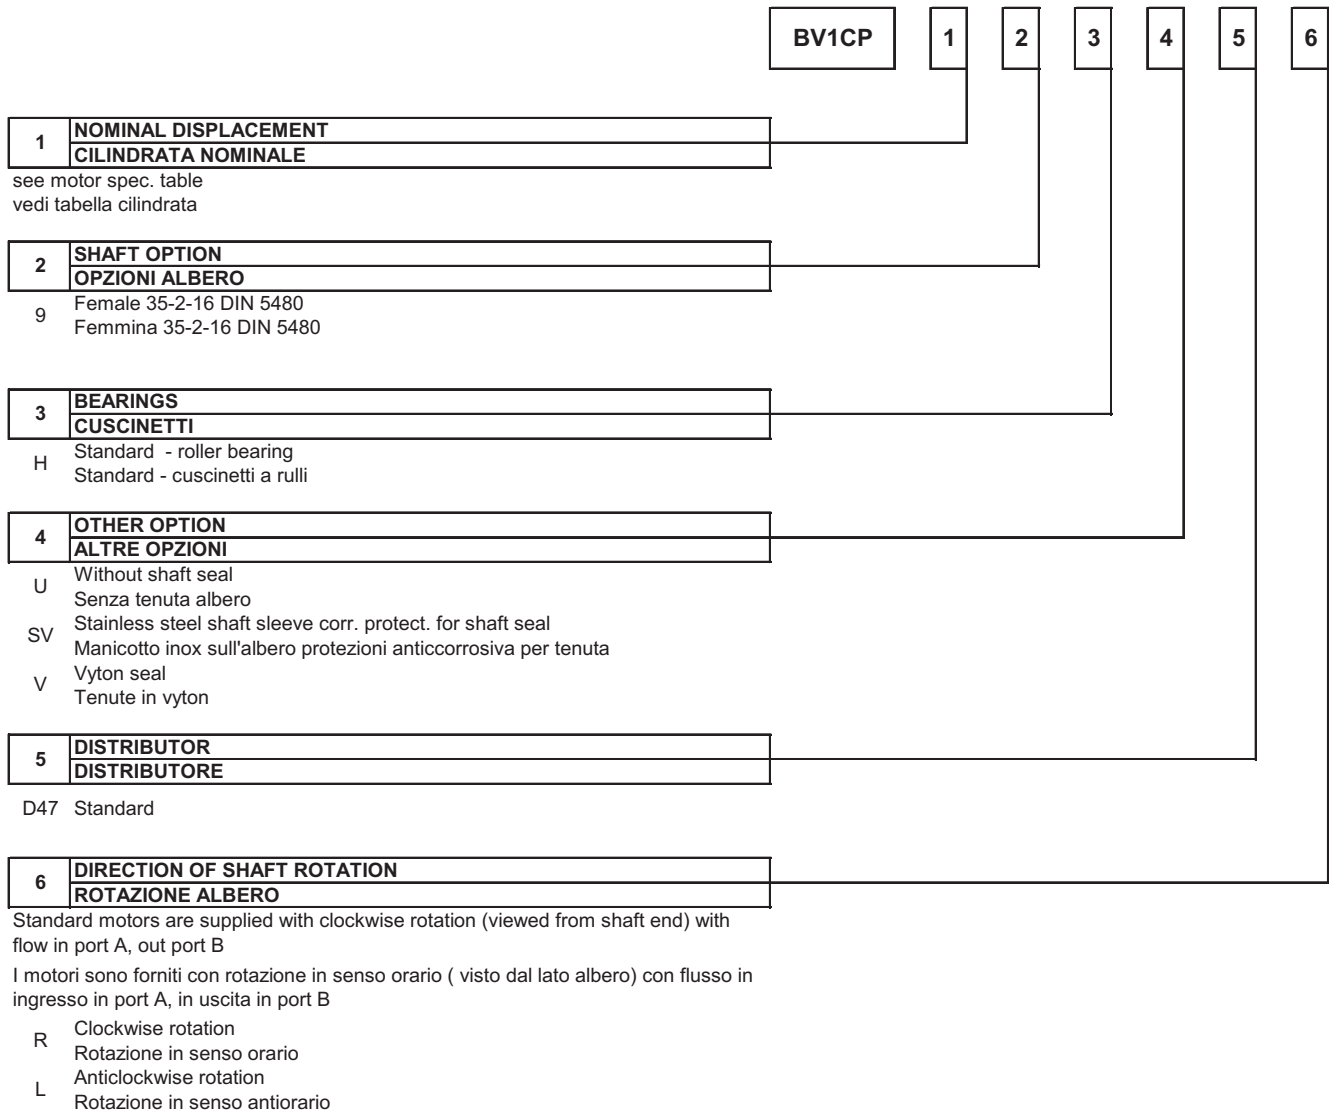 BV1CP 1 2 3 4 5 6
1 NOMINAL DISPLACEMENT
CILINDRATA NOMINALE
see motor spec. table
vedi tabella cilindrata
2 SHAFT OPTION
OPZIONI ALBERO
9 Female 35-2-16 DIN 5480
Femmina 35-2-16 DIN 5480
3 BEARINGS
CUSCINETTI
H Standard - roller bearing
Standard - cuscinetti a rulli
4 OTHER OPTION
ALTRE OPZIONI
U Without shaft seal
Senza tenuta albero
SV Stainless steel shaft sleeve corr. protect. for shaft seal
Manicotto inox sull'albero protezioni anticcorrosiva per tenuta
V Vyton seal
Tenute in vyton
5 DISTRIBUTOR
DISTRIBUTORE
D47 Standard
6 DIRECTION OF SHAFT ROTATION
ROTAZIONE ALBERO
Standard motors are supplied with clockwise rotation (viewed from shaft end) with
flow in port A, out port B
I motori sono forniti con rotazione in senso orario ( visto dal lato albero) con flusso in
ingresso in port A, in uscita in port B
R Clockwise rotation
Rotazione in senso orario
L Anticlockwise rotation
Rotazione in senso antiorario